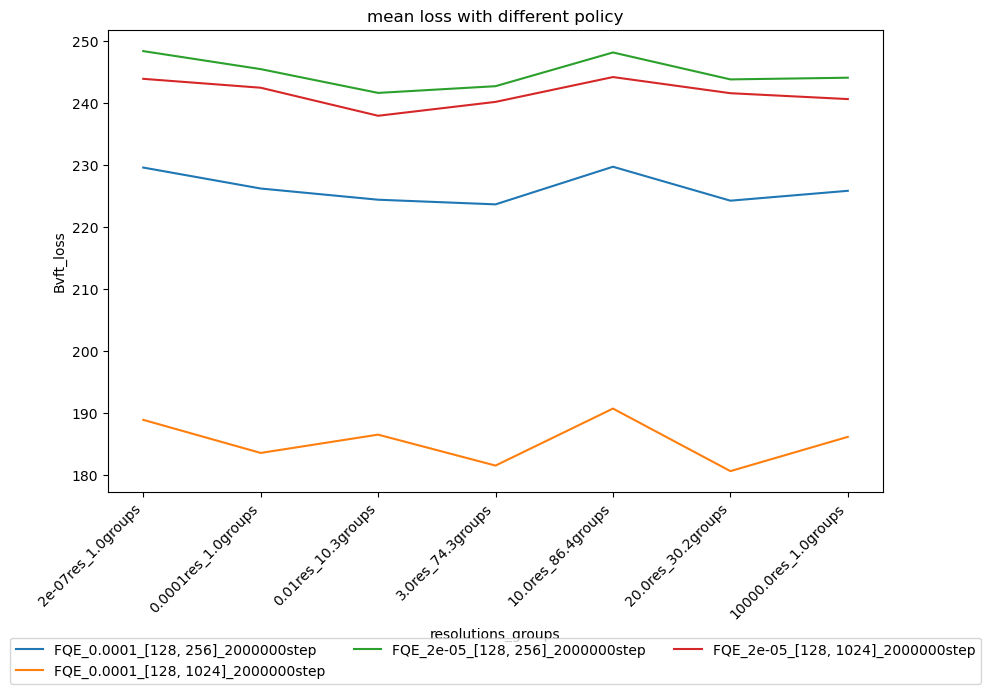 mean loss with different policy
Bvft_loss
250
240
230
220
210
200
190
180
2e-07res_1.0groups
0.0001res_1.0groups
0.01res_10.3groups
3.0res_74.3groups
10.0res_86.4groups
20.0res_30.2groups
10000.0res_1.0groups
resolutions_groups
FQE_0.0001_[128, 256]_2000000step
FQE_0.0001_[128, 1024]_2000000step
FQE_2e-05_[128, 256]_2000000step
FQE_2e-05_[128, 1024]_2000000step